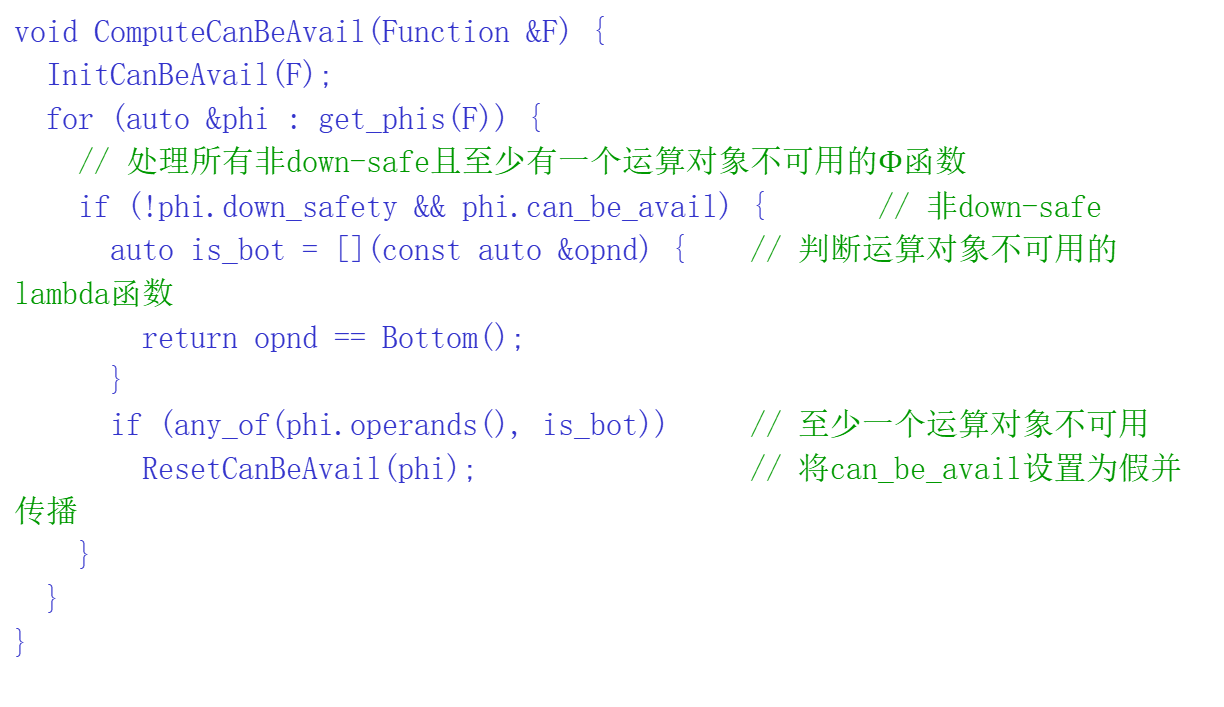 void ComputeCanBeAvail(Function &F) {
  InitCanBeAvail(F);
  for (auto &phi : get_phis(F)) {
    // 处理所有非down-safe且至少有一个运算对象不可用的Φ函数
    if (!phi.down_safety && phi.can_be_avail) {       // 非down-safe
      auto is_bot = [](const auto &opnd) {    // 判断运算对象不可用的
lambda函数
        return opnd == Bottom();
      }
      if (any_of(phi.operands(), is_bot))     // 至少一个运算对象不可用
        ResetCanBeAvail(phi);                 // 将can_be_avail设置为假并
传播
    }
  }
}